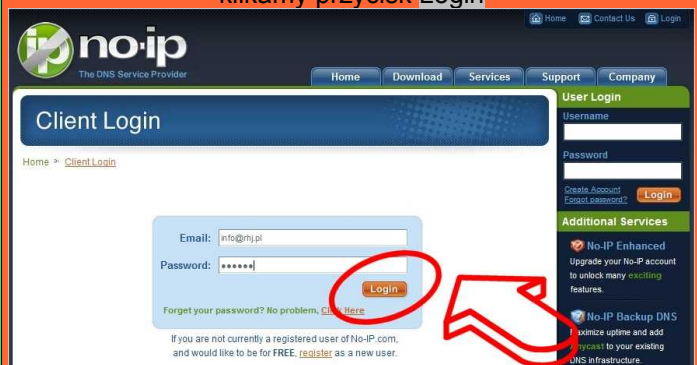 klikamy przycisk Login
Home Contact Us Login
no-ip
The DNS Service Provider
Home Download Services Support Company
Client Login
Home > Client Login
Email: info@rhj.pl
Password: ••••••
Login
Forget your password? No problem, Click Here
If you are not currently a registered user of No-IP.com,
and would like to be for FREE, register as a new user.
User Login
Username
Password
Create Account
Forgot password?
Login
Additional Services
No-IP Enhanced
Upgrade your No-IP account
to unlock many exciting
features.
No-IP Backup DNS
Maximize uptime and add
Anycast to your existing
DNS infrastructure.